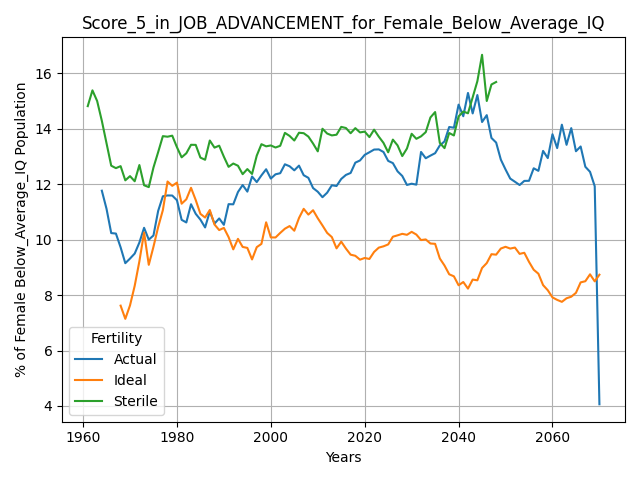 Score_5_in_JOB_ADVANCEMENT_for_Female_Below_Average_IQ
% of Female Below_Average_IQ Population
16
14
12
10
8
6
4
Fertility
Actual
Ideal
Sterile
1960
1980
2000
2020
2040
2060
Years